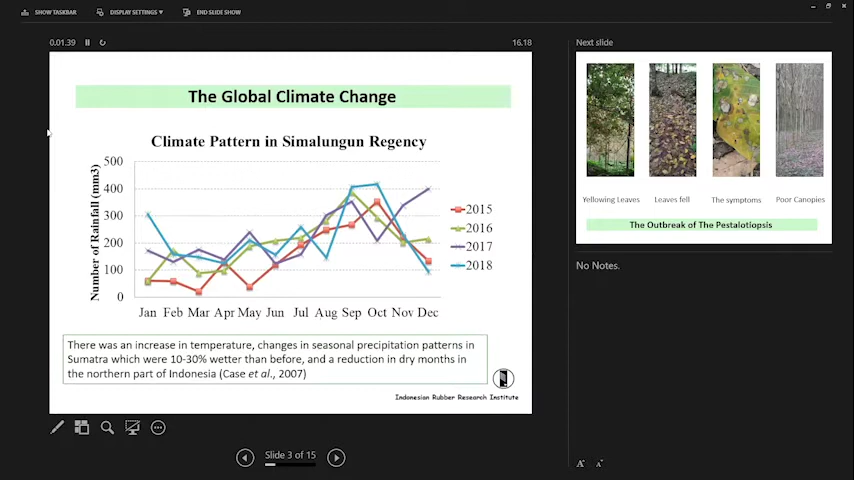 SHOW TASKBAR
DISPLAY SETTINGS ▾
END SLIDE SHOW
0.01.39
16.18
Next slide
The Global Climate Change
Climate Pattern in Simalungun Regency
Number of Rainfall (mm3)
500
400
300
200
100
0
Jan Feb Mar Apr May Jun Jul Aug Sep Oct Nov Dec
2015
2016
2017
2018
There was an increase in temperature, changes in seasonal precipitation patterns in
Sumatra which were 10-30% wetter than before, and a reduction in dry months in
the northern part of Indonesia (Case et al., 2007)
Indonesian Rubber Research Institute
Yellowing Leaves
Leaves fell
The symptoms
Poor Canopies
The Outbreak of The Pestalotiopsis
No Notes.
Slide 3 of 15